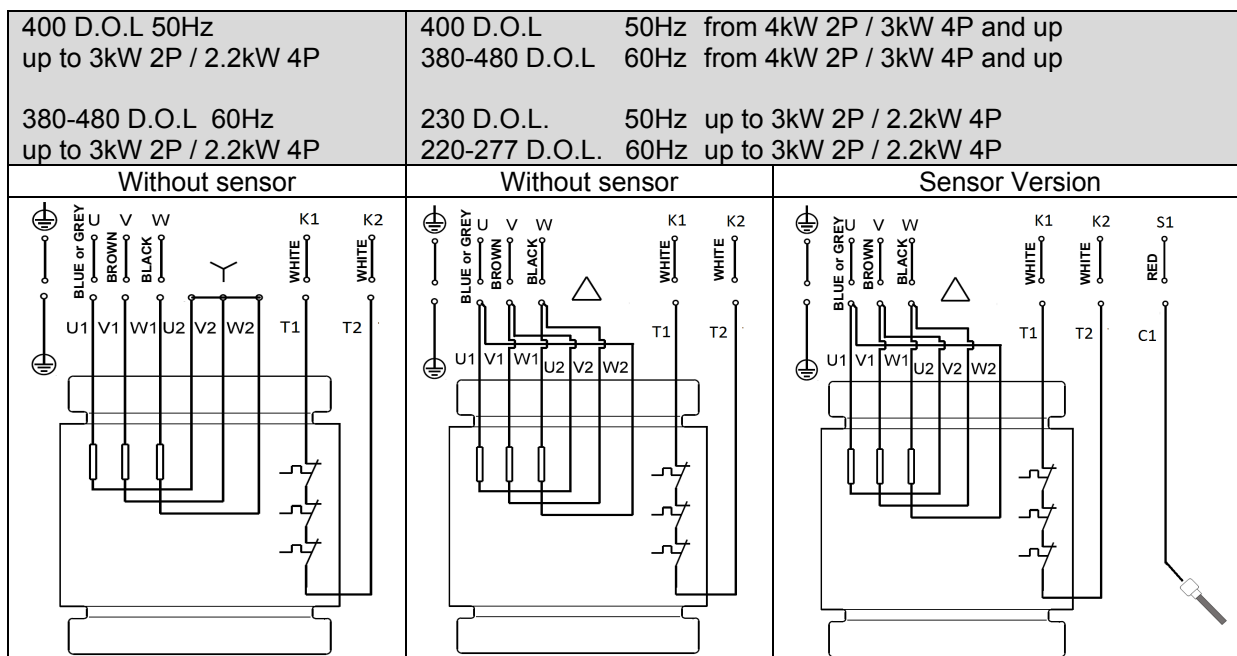 400 D.O.L 50Hz
up to 3kW 2P / 2.2kW 4P
380-480 D.O.L 60Hz
up to 3kW 2P / 2.2kW 4P
400 D.O.L 50Hz from 4kW 2P / 3kW 4P and up
380-480 D.O.L 60Hz from 4kW 2P / 3kW 4P and up
230 D.O.L. 50Hz up to 3kW 2P / 2.2kW 4P
220-277 D.O.L. 60Hz up to 3kW 2P / 2.2kW 4P
Without sensor
U V W K1 K2
BLUE or GREY
BROWN
BLACK
WHITE
WHITE
U1 V1 W1 U2 V2 W2 T1 T2
Without sensor
U V W K1 K2
BLUE or GREY
BROWN
BLACK
WHITE
WHITE
T1 T2
U1 V1 W1 U2 V2 W2
Sensor Version
U V W K1 K2 S1
BLUE or GREY
BROWN
BLACK
WHITE
WHITE
RED
T1 T2 C1
U1 V1 W1 U2 V2 W2